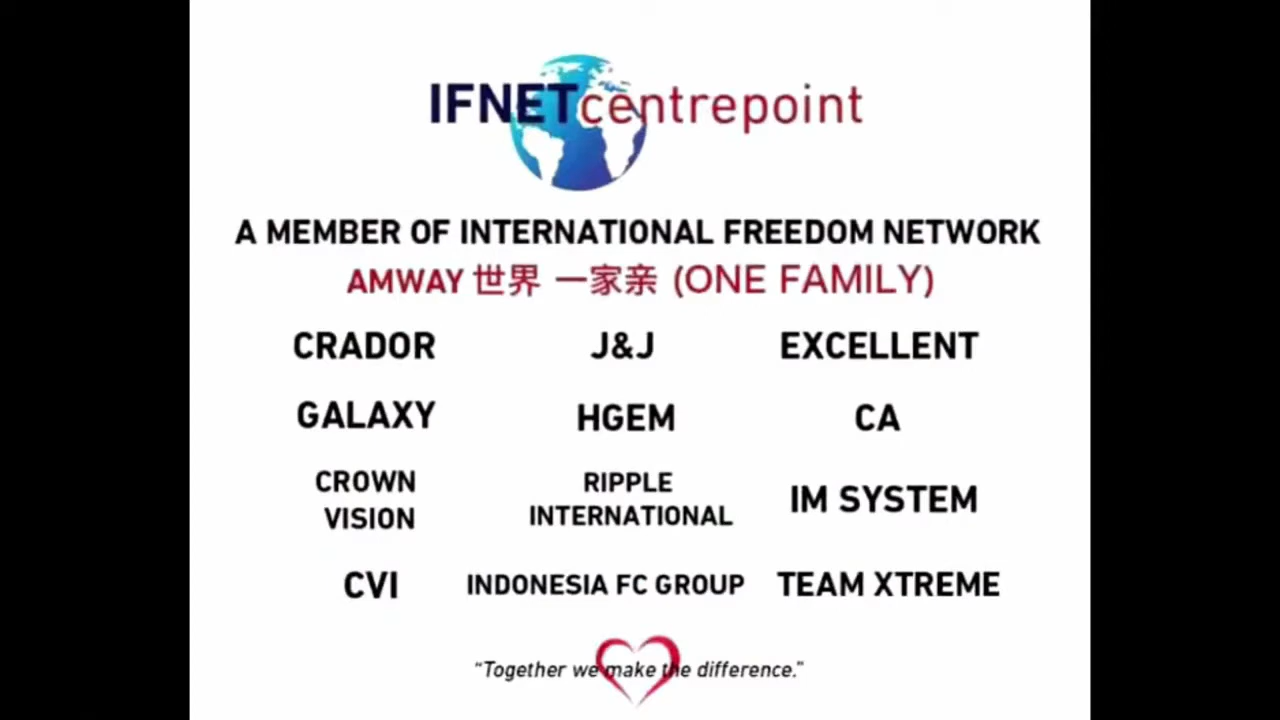 IFNETcentrepoint
A MEMBER OF INTERNATIONAL FREEDOM NETWORK
AMWAY 世界 一家亲 (ONE FAMILY)
CRADOR J&J EXCELLENT
GALAXY HGEM CA
CROWN VISION RIPPLE INTERNATIONAL IM SYSTEM
CVI INDONESIA FC GROUP TEAM XTREME
“Together we make the difference.”